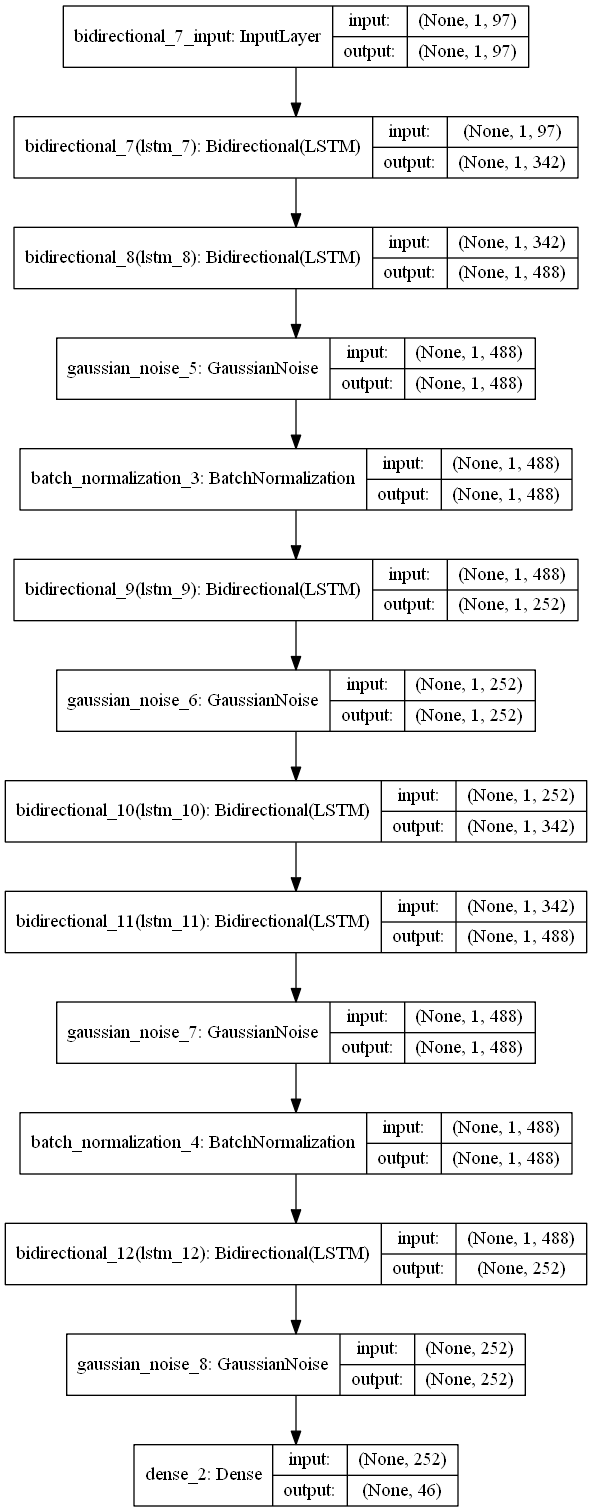 bidirectional_7_input: InputLayer
input: (None, 1, 97)
output: (None, 1, 97)
bidirectional_7(lstm_7): Bidirectional(LSTM)
input: (None, 1, 97)
output: (None, 1, 342)
bidirectional_8(lstm_8): Bidirectional(LSTM)
input: (None, 1, 342)
output: (None, 1, 488)
gaussian_noise_5: GaussianNoise
input: (None, 1, 488)
output: (None, 1, 488)
batch_normalization_3: BatchNormalization
input: (None, 1, 488)
output: (None, 1, 488)
bidirectional_9(lstm_9): Bidirectional(LSTM)
input: (None, 1, 488)
output: (None, 1, 252)
gaussian_noise_6: GaussianNoise
input: (None, 1, 252)
output: (None, 1, 252)
bidirectional_10(lstm_10): Bidirectional(LSTM)
input: (None, 1, 252)
output: (None, 1, 342)
bidirectional_11(lstm_11): Bidirectional(LSTM)
input: (None, 1, 342)
output: (None, 1, 488)
gaussian_noise_7: GaussianNoise
input: (None, 1, 488)
output: (None, 1, 488)
batch_normalization_4: BatchNormalization
input: (None, 1, 488)
output: (None, 1, 488)
bidirectional_12(lstm_12): Bidirectional(LSTM)
input: (None, 1, 488)
output: (None, 252)
gaussian_noise_8: GaussianNoise
input: (None, 252)
output: (None, 252)
dense_2: Dense
input: (None, 252)
output: (None, 46)